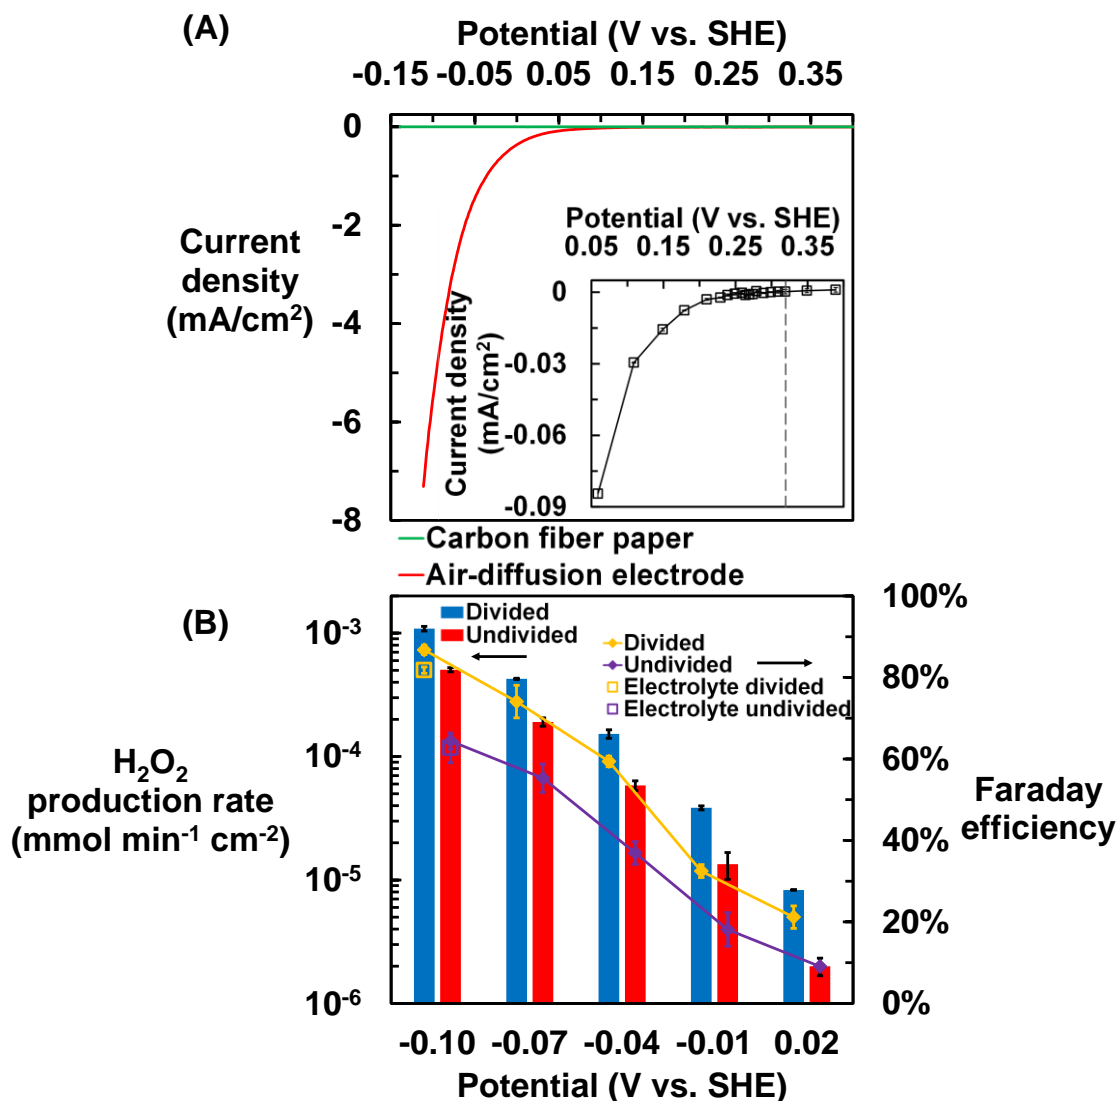 (A)
Potential (V vs. SHE)
-0.15 -0.05 0.05 0.15 0.25 0.35
0
-2
-4
-6
-8
Current
density
(mA/cm²)
Potential (V vs. SHE)
0.05 0.15 0.25 0.35
0
-0.03
-0.06
-0.09
Current density
(mA/cm²)
Carbon fiber paper
Air-diffusion electrode
(B)
Divided
Undivided
Divided
Undivided
Electrolyte divided
Electrolyte undivided
10⁻³
10⁻⁴
10⁻⁵
10⁻⁶
H₂O₂
production rate
(mmol min⁻¹ cm⁻²)
100%
80%
60%
40%
20%
0%
Faraday
efficiency
-0.10 -0.07 -0.04 -0.01 0.02
Potential (V vs. SHE)